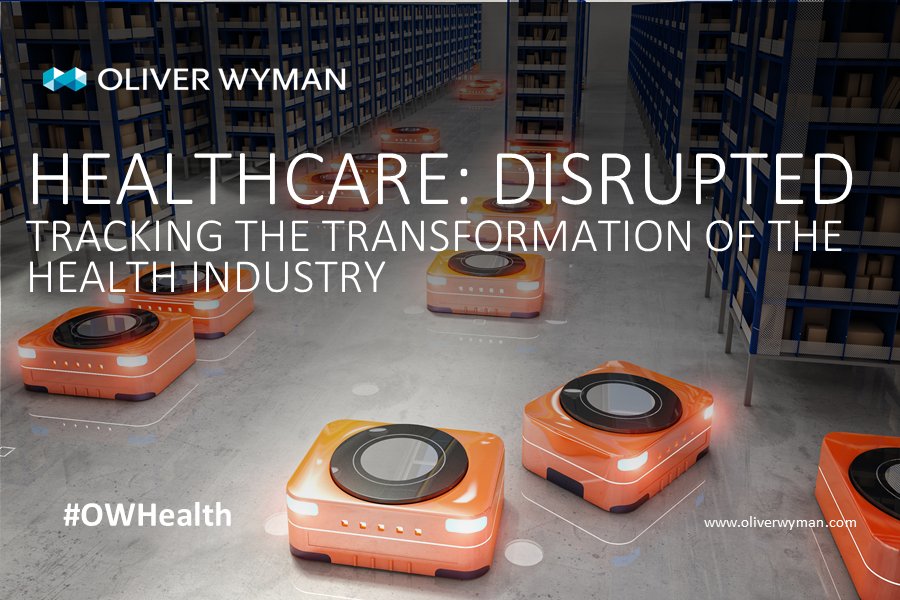 OLIVER WYMAN
HEALTHCARE: DISRUPTED
TRACKING THE TRANSFORMATION OF THE
HEALTH INDUSTRY
#OWHealth
www.oliverwyman.com